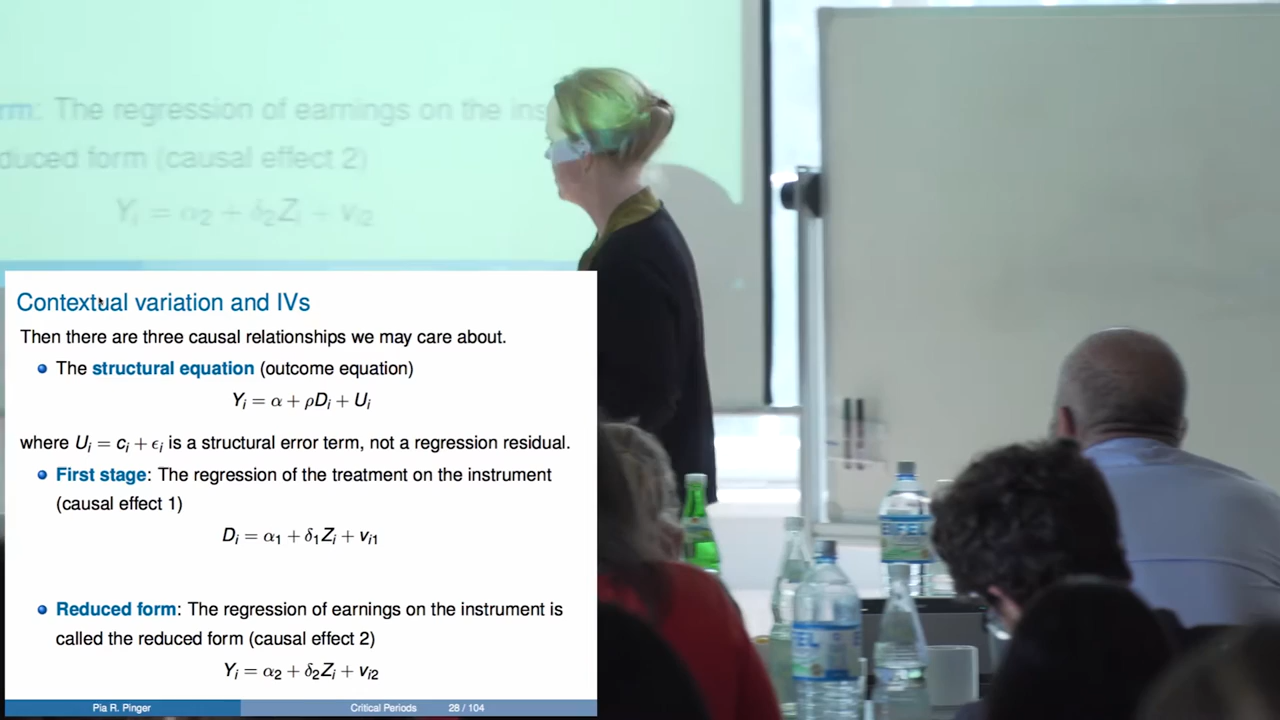 rm: The regression of earnings on the ins
duced form (causal effect 2)
Yᵢ = α₂ + δ₂Zᵢ + vᵢ₂
Contextual variation and IVs
Then there are three causal relationships we may care about.
The structural equation (outcome equation)
Yᵢ = α + ρDᵢ + Uᵢ
where Uᵢ = cᵢ + ϵᵢ is a structural error term, not a regression residual.
First stage: The regression of the treatment on the instrument
(causal effect 1)
Dᵢ = α₁ + δ₁Zᵢ + vᵢ₁
Reduced form: The regression of earnings on the instrument is
called the reduced form (causal effect 2)
Yᵢ = α₂ + δ₂Zᵢ + vᵢ₂
Pia R. Pinger Critical Periods 28 / 104